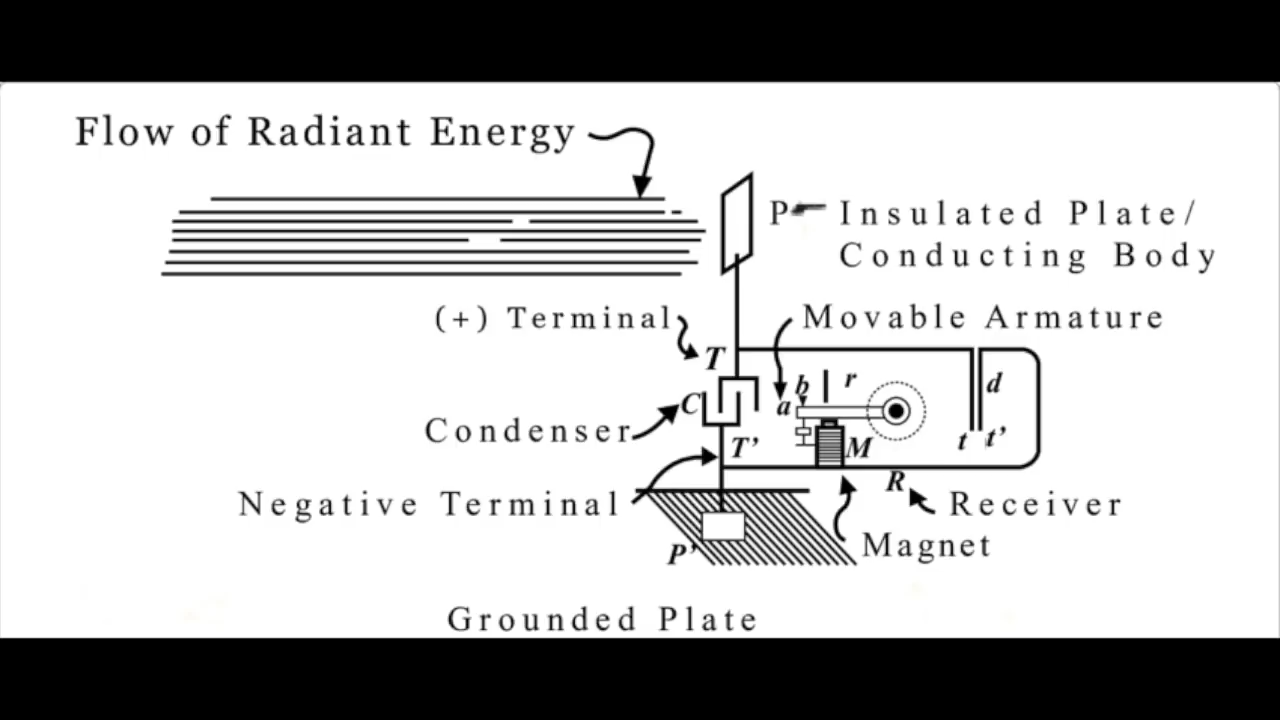 Flow of Radiant Energy
P Insulated Plate/
Conducting Body
(+) Terminal
Movable Armature
T
b r
d
a
C
Condenser
T’ M
t t’
R
Negative Terminal
Receiver
P’
Magnet
Grounded Plate